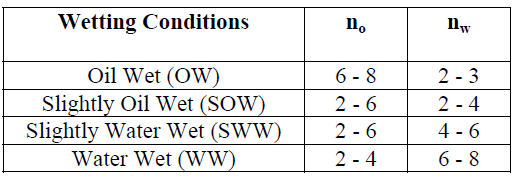 Wetting Conditions no nw
Oil Wet (OW) 6 - 8 2 - 3
Slightly Oil Wet (SOW) 2 - 6 2 - 4
Slightly Water Wet (SWW) 2 - 6 4 - 6
Water Wet (WW) 2 - 4 6 - 8